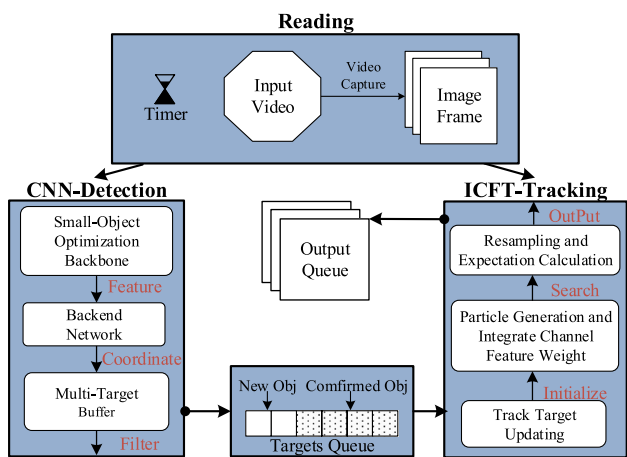 Reading
Timer
Input
Video
Video
Capture
Image
Frame
CNN-Detection
Small-Object
Optimization
Backbone
Feature
Backend
Network
Coordinate
Multi-Target
Buffer
Filter
Output
Queue
New Obj
Comfirmed Obj
Targets Queue
ICFT-Tracking
OutPut
Resampling and
Expectation Calculation
Search
Particle Generation and
Integrate Channel
Feature Weight
Initialize
Track Target
Updating